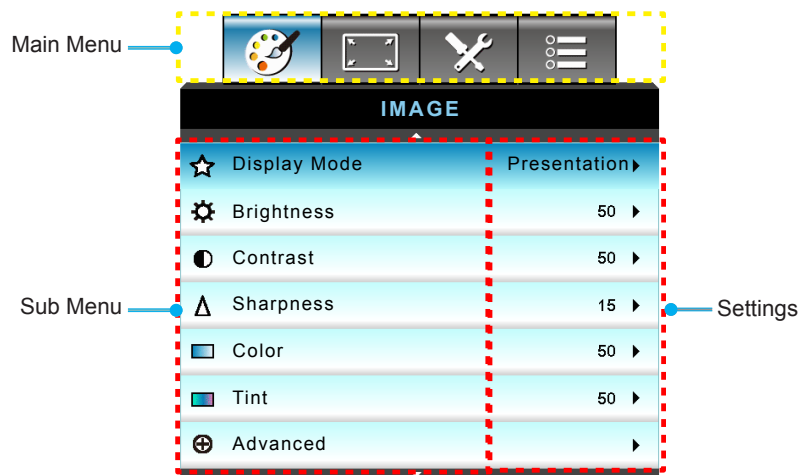 Main Menu
IMAGE
Display Mode Presentation
Brightness 50
Contrast 50
Sub Menu
Sharpness 15
Settings
Color 50
Tint 50
Advanced